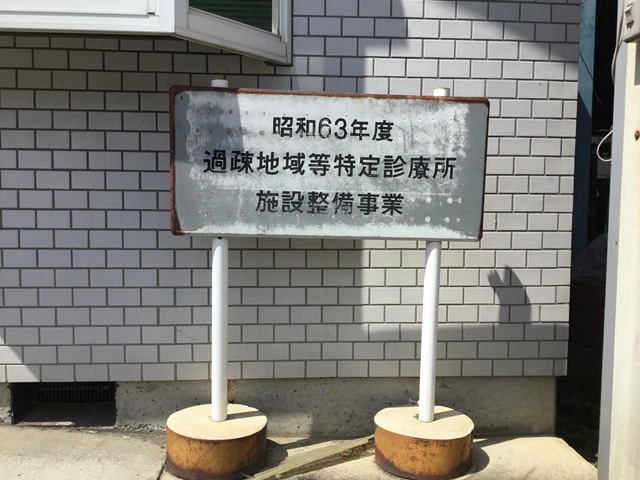 昭和63年度
過疎地域等特定診療所
施設整備事業